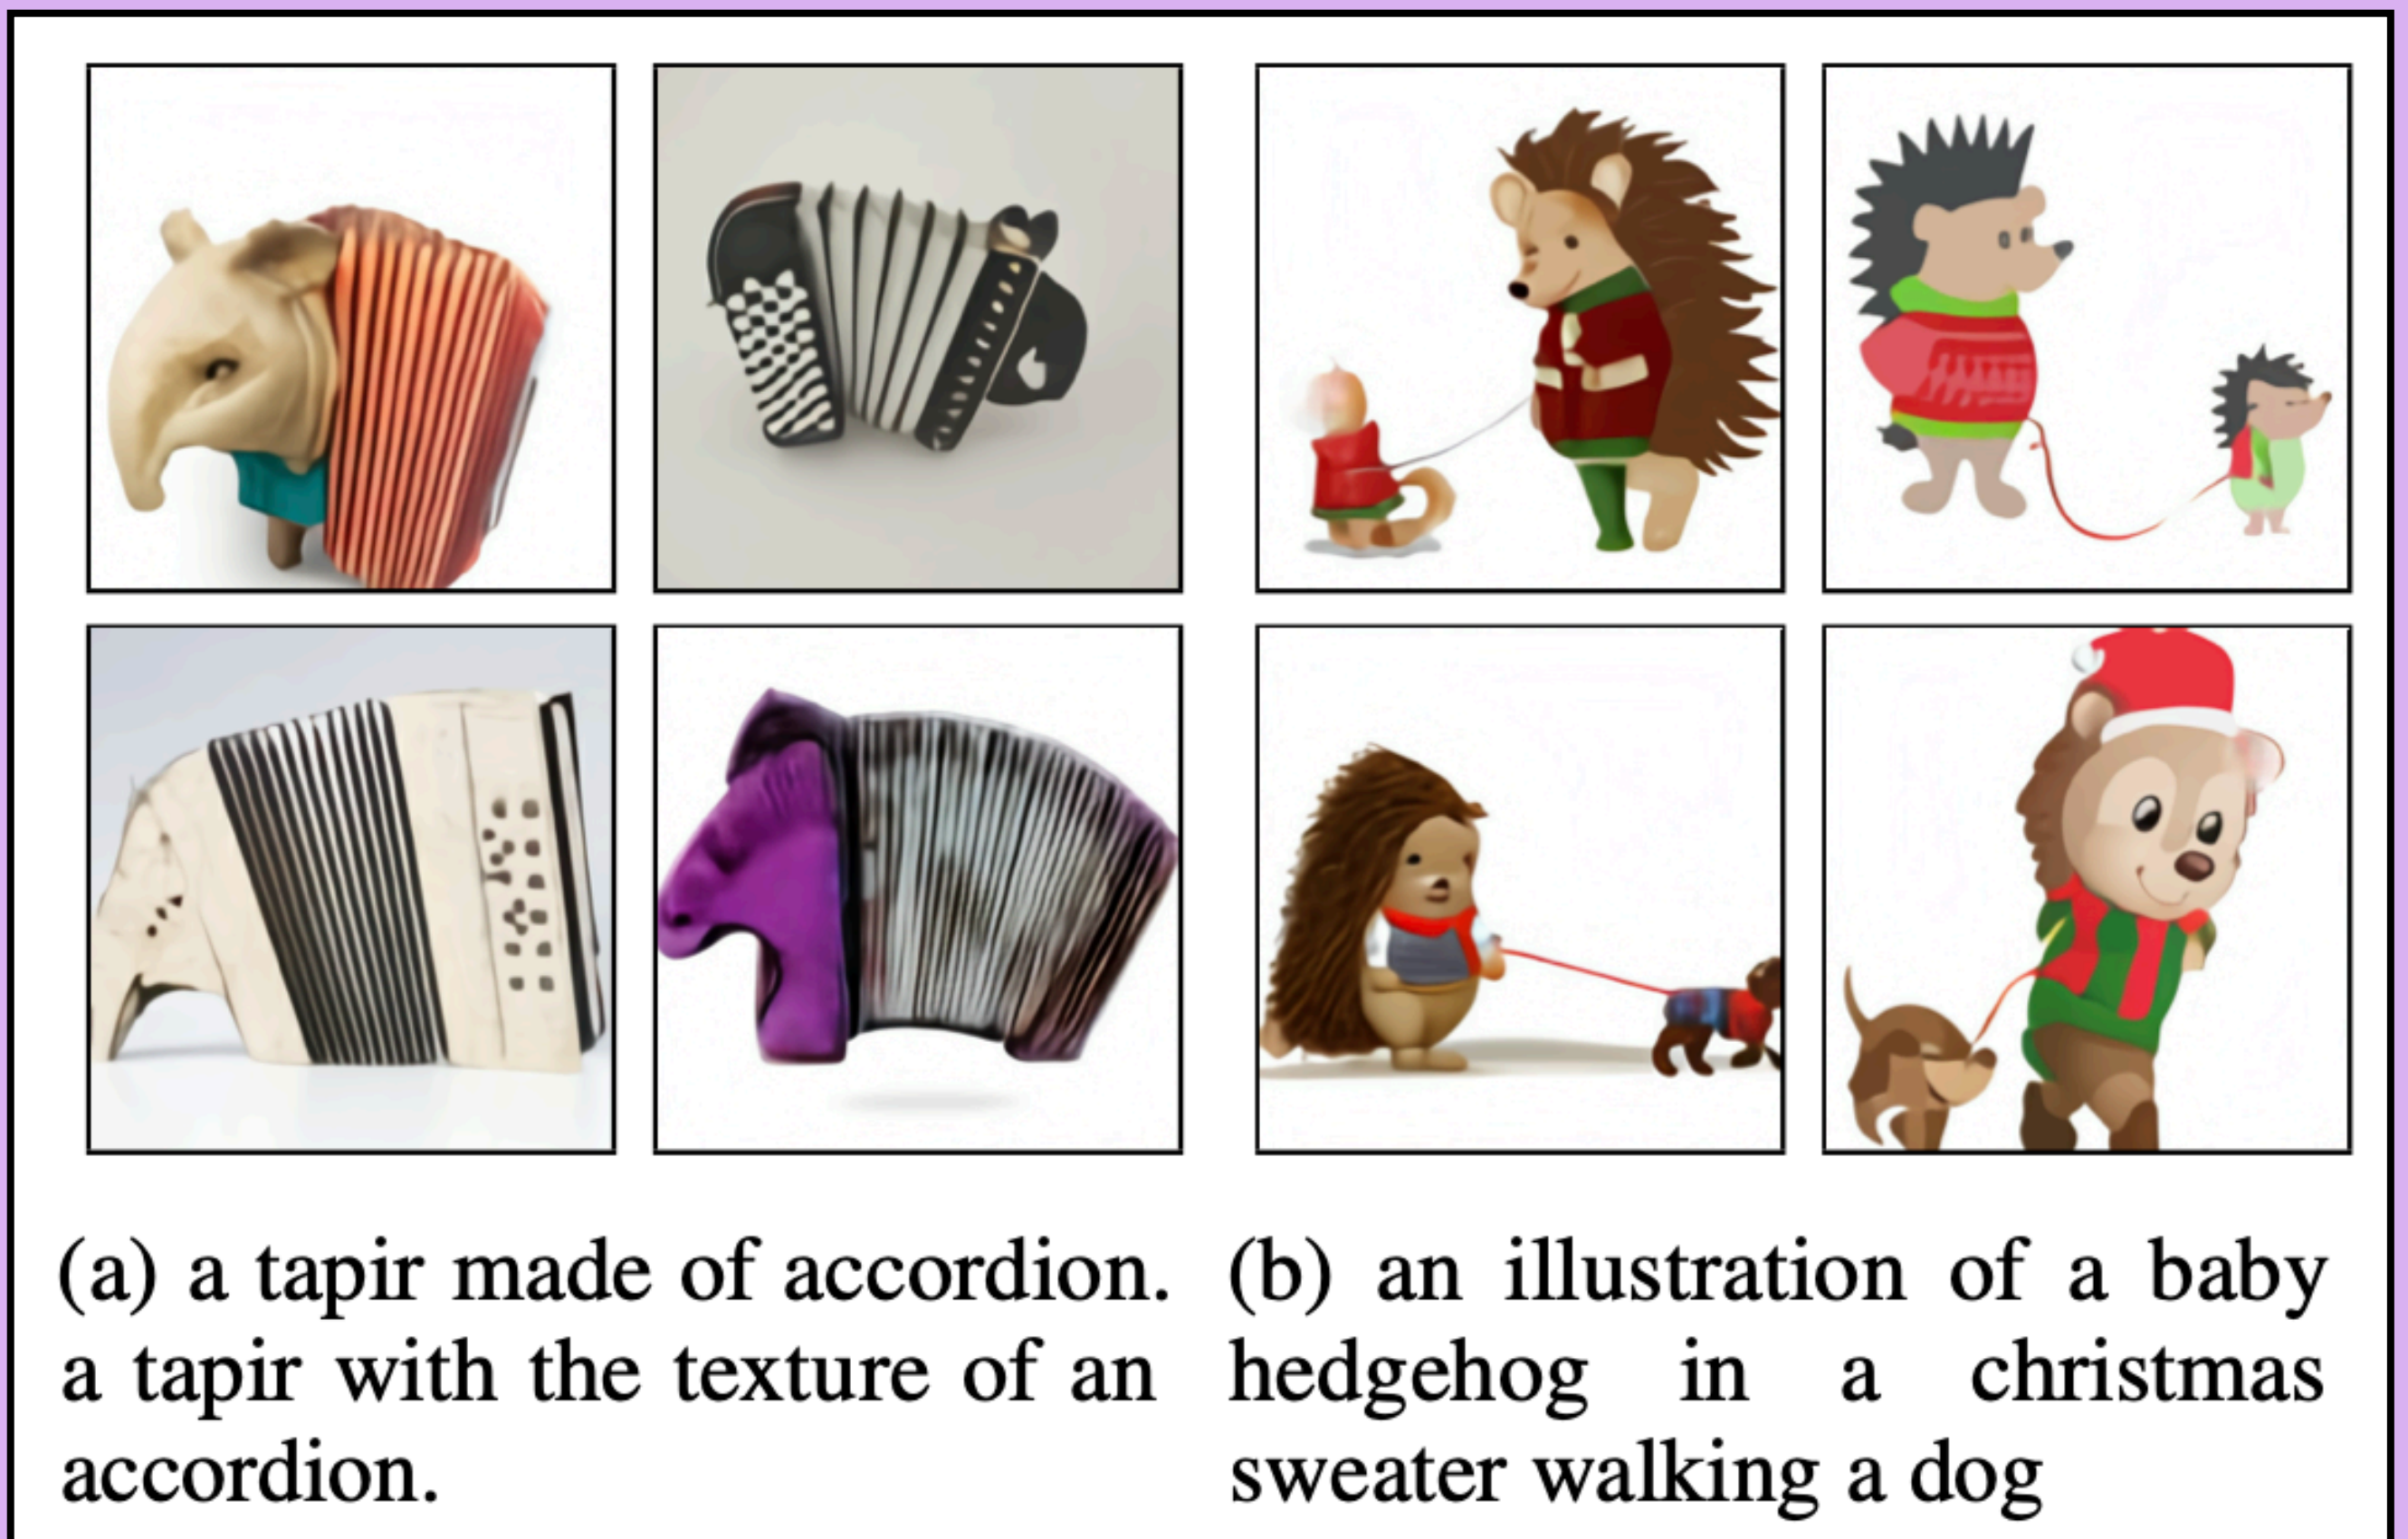 (a) a tapir made of accordion.
a tapir with the texture of an
accordion.
(b) an illustration of a baby
hedgehog in a christmas
sweater walking a dog